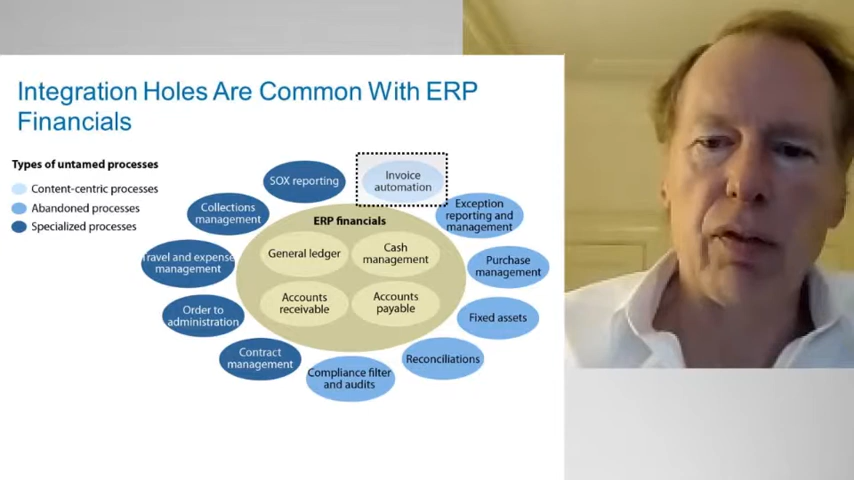 Integration Holes Are Common With ERP
Financials
Types of untamed processes
Content-centric processes
Abandoned processes
Specialized processes
SOX reporting
Invoice
automation
Collections
management
Exception
reporting and
management
ERP financials
Travel and expense
management
General ledger
Cash
management
Purchase
management
Order to
administration
Accounts
receivable
Accounts
payable
Fixed assets
Contract
management
Compliance filter
and audits
Reconciliations